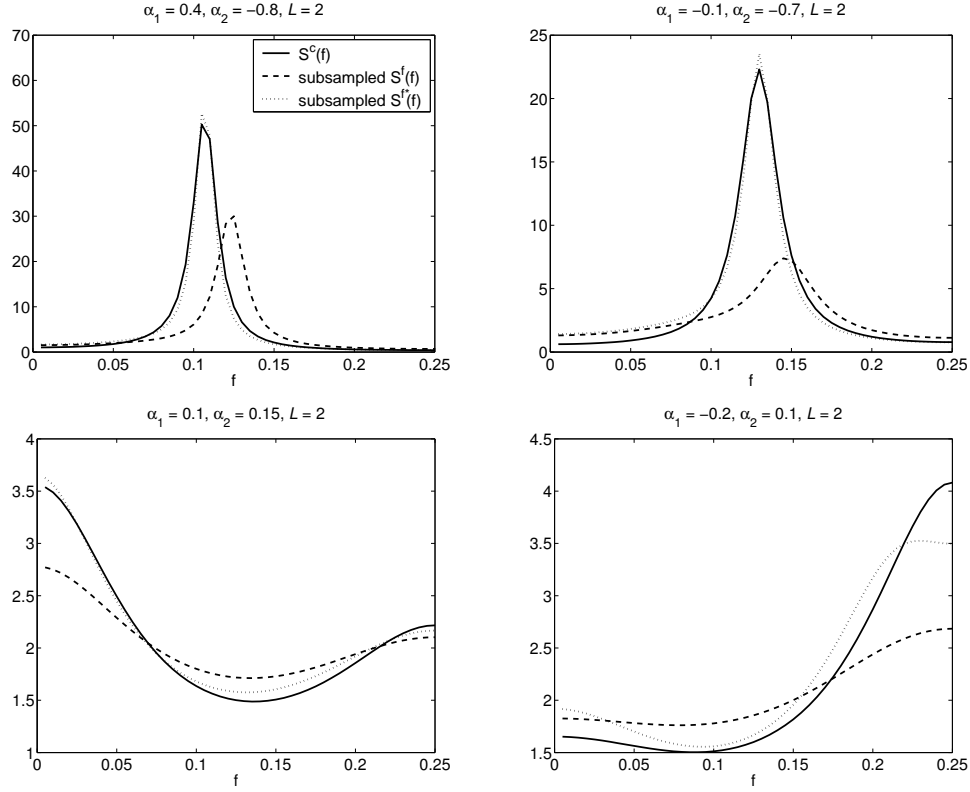 α1 = 0.4, α2 = −0.8, L = 2
70
60
50
40
30
20
10
0
0 0.05 0.1 0.15 0.2 0.25
f
S^c(f)
subsampled S^f(f)
subsampled S^f*(f)
α1 = −0.1, α2 = −0.7, L = 2
25
20
15
10
5
0
0 0.05 0.1 0.15 0.2 0.25
f
α1 = 0.1, α2 = 0.15, L = 2
4
3.5
3
2.5
2
1.5
1
0 0.05 0.1 0.15 0.2 0.25
f
α1 = −0.2, α2 = 0.1, L = 2
4.5
4
3.5
3
2.5
2
1.5
0 0.05 0.1 0.15 0.2 0.25
f